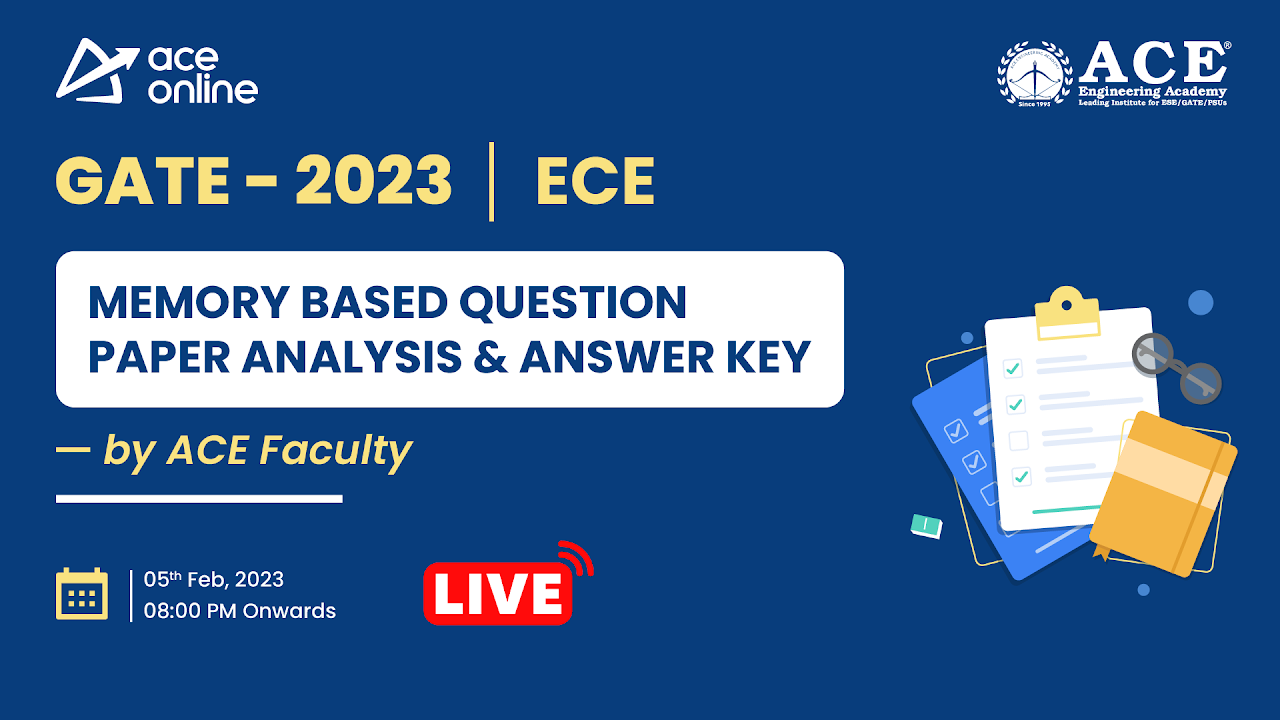 ace
online
ACE®
Engineering Academy
Leading Institute for ESE/GATE/PSUs
Since 1995
GATE - 2023 | ECE
MEMORY BASED QUESTION
PAPER ANALYSIS & ANSWER KEY
— by ACE Faculty
05th Feb, 2023
08:00 PM Onwards
LIVE